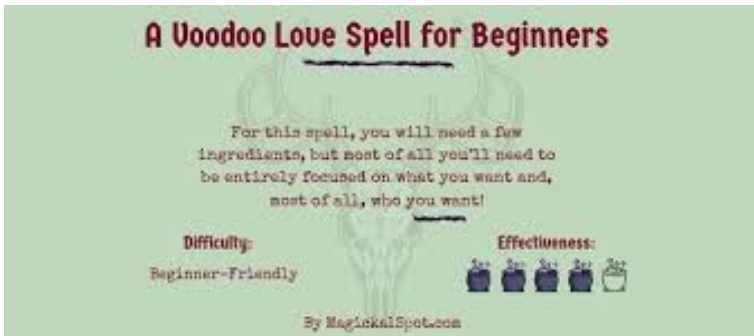 A Voodoo Love Spell for Beginners
For this spell, you will need a few
ingredients, but most of all you'll need to
be entirely focused on what you want and,
most of all, who you want!
Difficulty:
Beginner-Friendly
Effectiveness:
By MagickalSpot.com